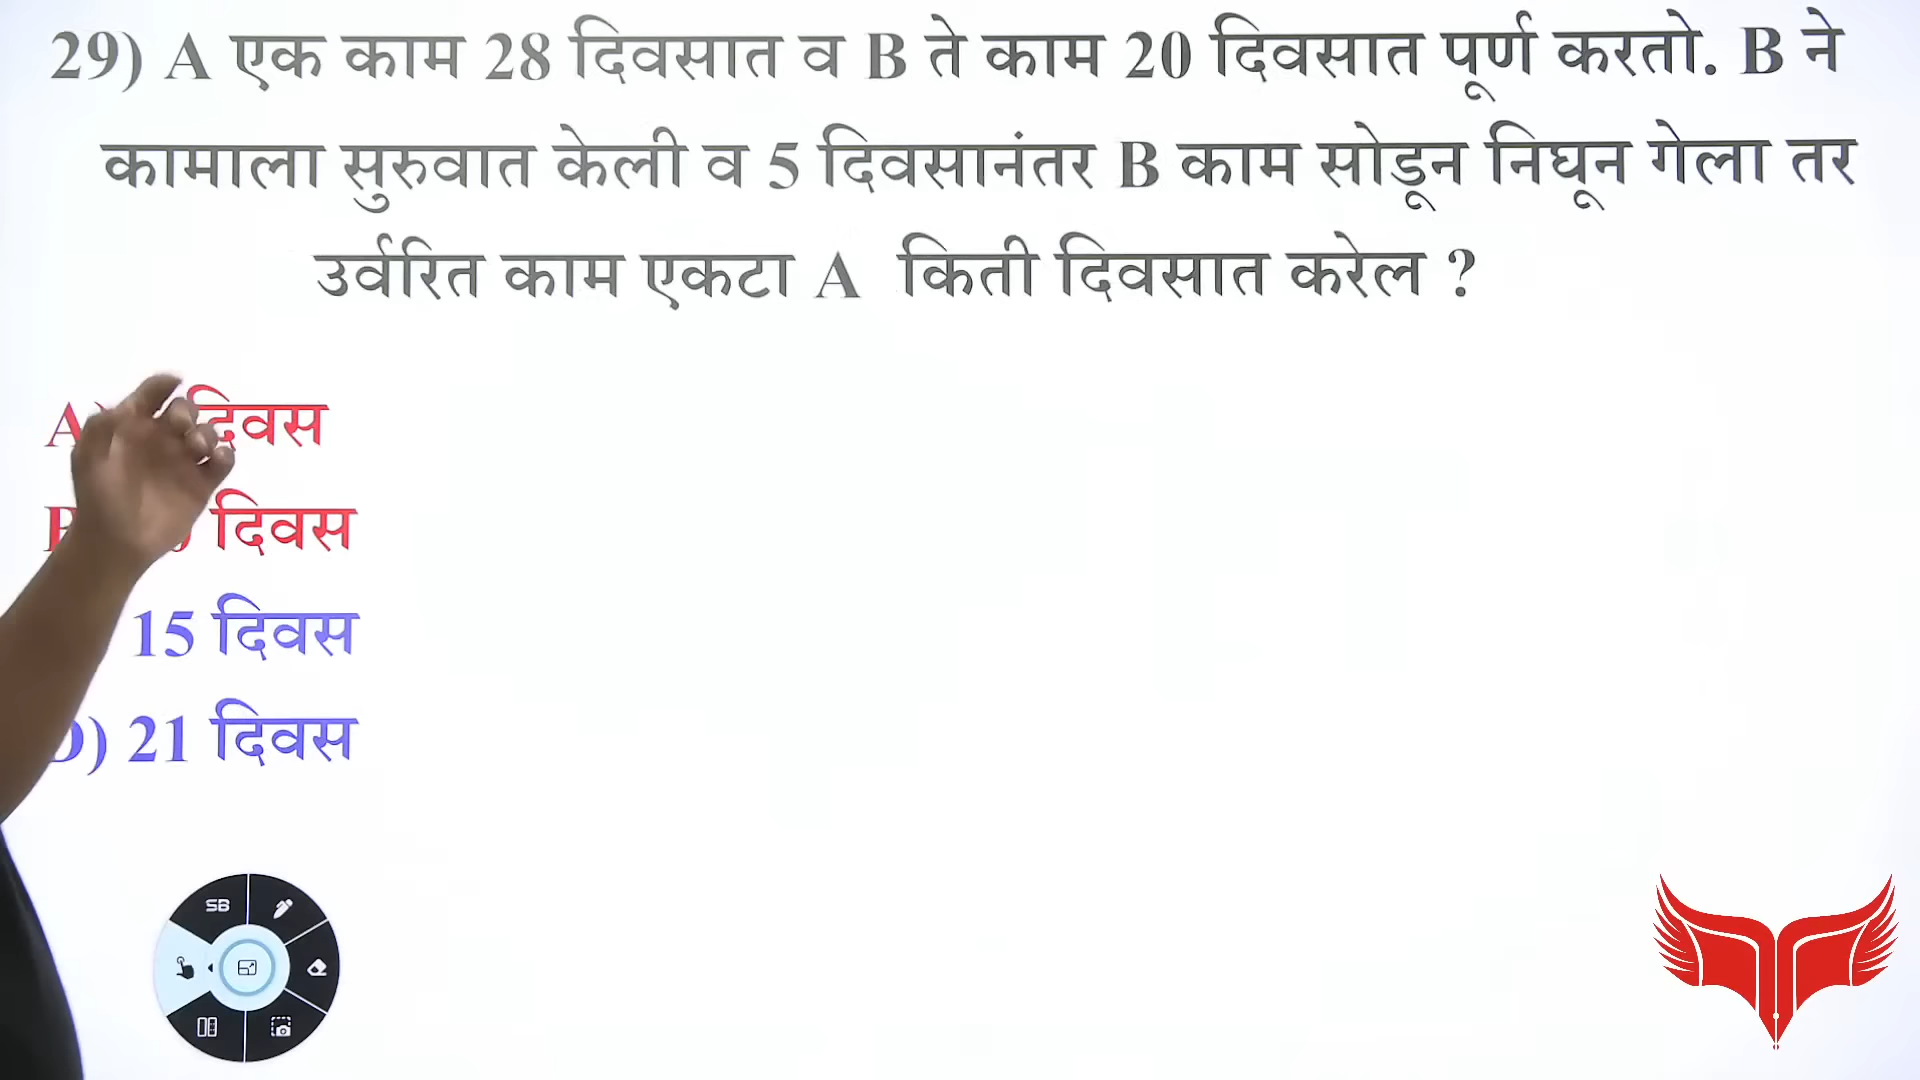 29) A एक काम 28 दिवसात व B ते काम 20 दिवसात पूर्ण करतो. B ने
कामाला सुरुवात केली व 5 दिवसानंतर B काम सोडून निघून गेला तर
उर्वरित काम एकटा A किती दिवसात करेल ?
A) दिवस
दिवस
15 दिवस
D) 21 दिवस
SB